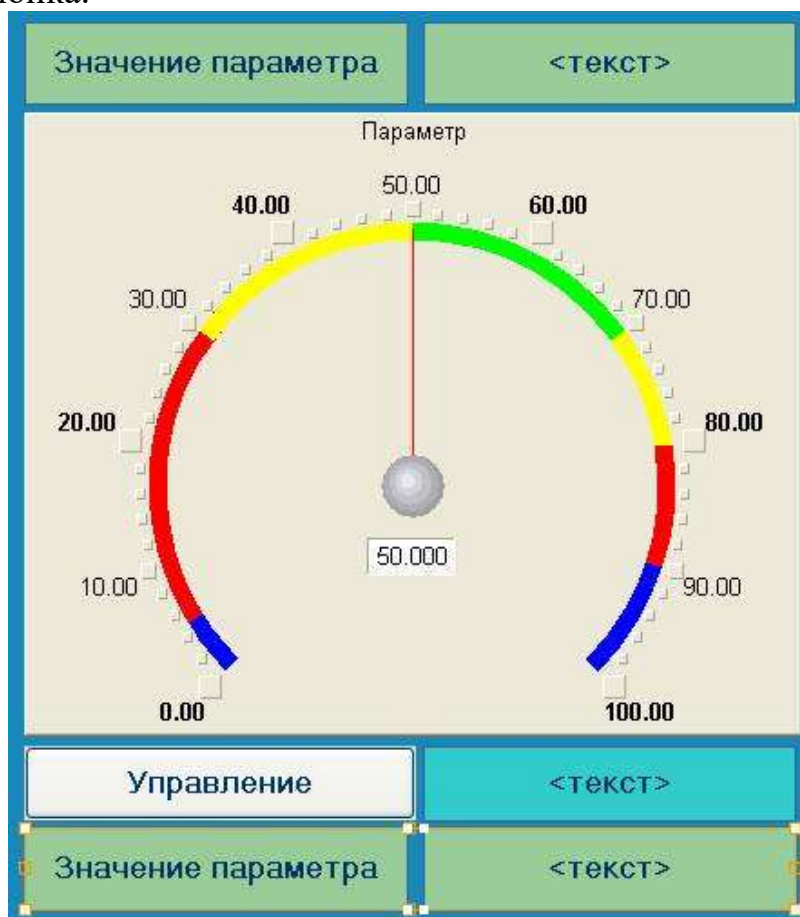 Значение параметра <текст>
Параметр
50.00
40.00 60.00
30.00 70.00
20.00 80.00
50.000
10.00 90.00
0.00 100.00
Управление <текст>
Значение параметра <текст>